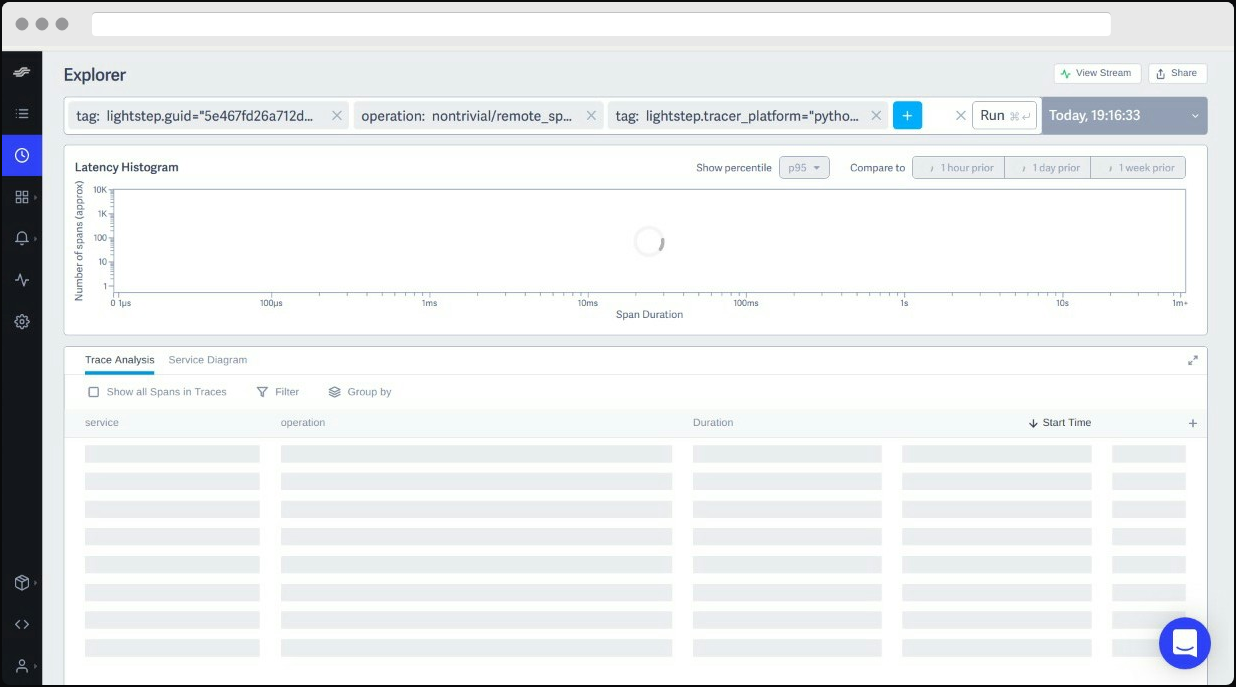 Explorer
View Stream
Share
tag: lightstep.guid="5e467fd26a712d...
operation: nontrivial/remote_sp...
tag: lightstep.tracer_platform="pytho...
+
Run ⌘↵
Today, 19:16:33
Latency Histogram
Show percentile
p95
Compare to
1 hour prior
1 day prior
1 week prior
Number of spans (approx)
10K
1K
100
10
1
0 1µs
100µs
1ms
10ms
100ms
1s
10s
1m+
Span Duration
Trace Analysis
Service Diagram
Show all Spans in Traces
Filter
Group by
service
operation
Duration
↓ Start Time
+